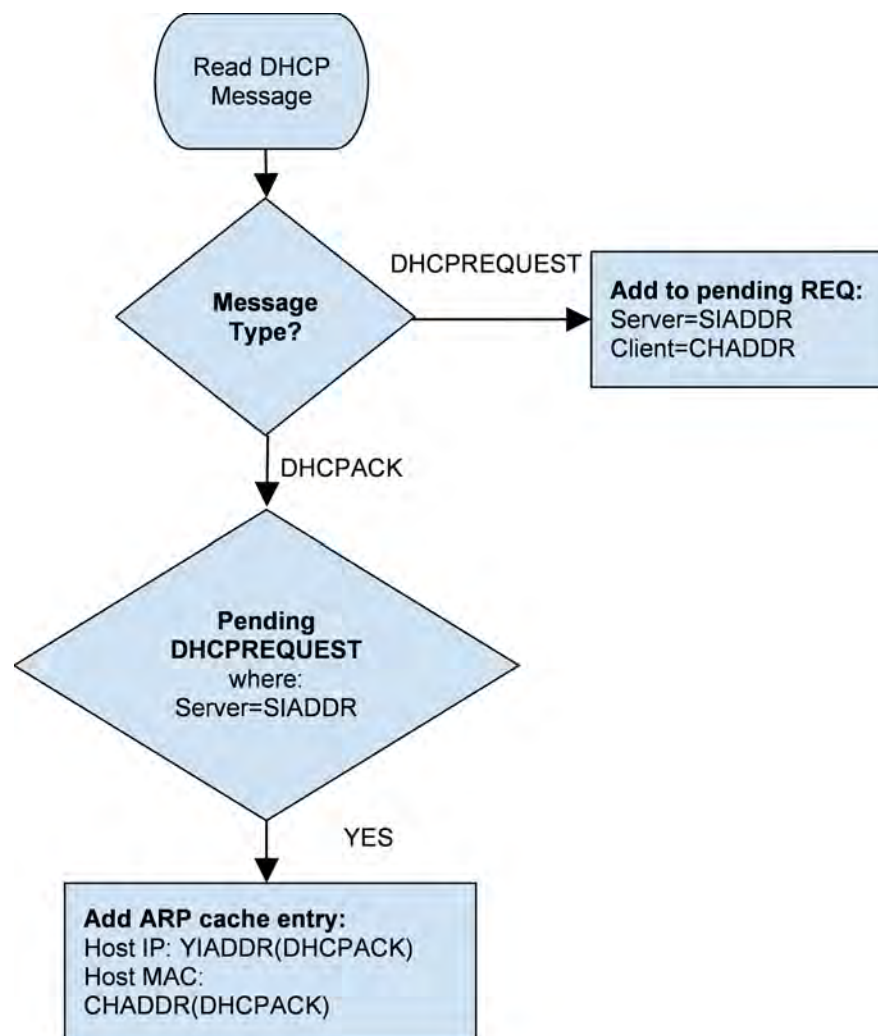 Read DHCP
Message
Message
Type?
DHCPREQUEST
Add to pending REQ:
Server=SIADDR
Client=CHADDR
DHCPACK
Pending
DHCPREQUEST
where:
Server=SIADDR
YES
Add ARP cache entry:
Host IP: YIADDR(DHCPACK)
Host MAC:
CHADDR(DHCPACK)